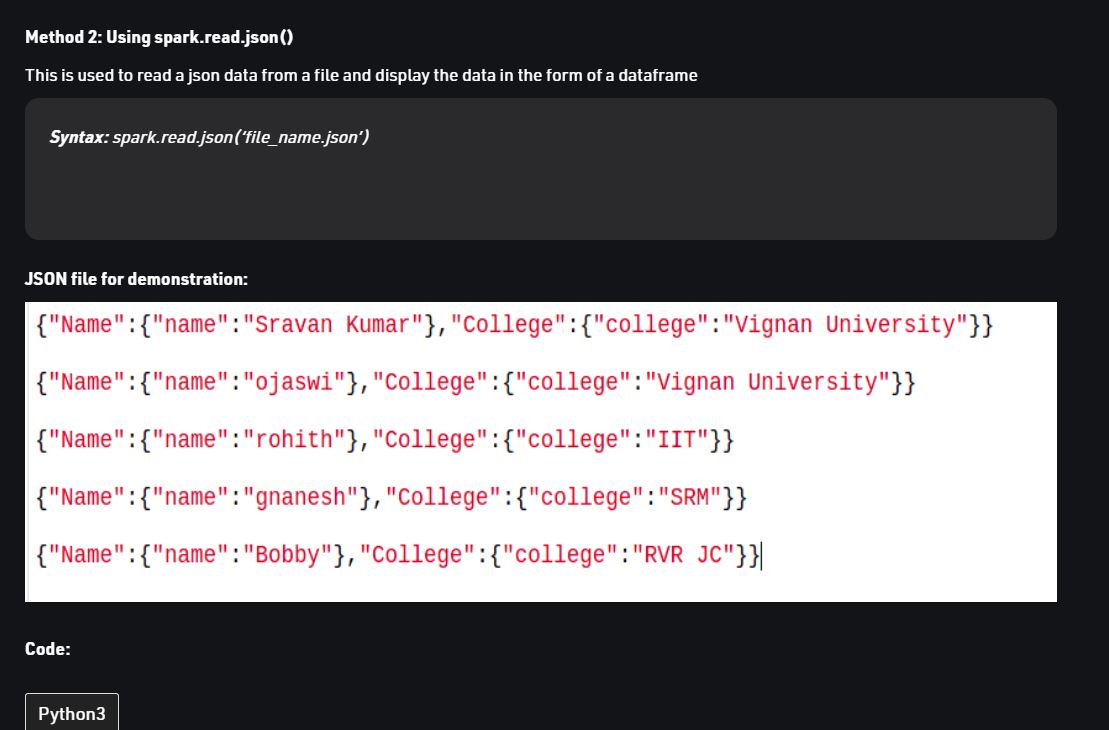 Method 2: Using spark.read.json()
This is used to read a json data from a file and display the data in the form of a dataframe
Syntax: spark.read.json(‘file_name.json’)
JSON file for demonstration:
{"Name":{"name":"Sravan Kumar"},"College":{"college":"Vignan University"}}
{"Name":{"name":"ojaswi"},"College":{"college":"Vignan University"}}
{"Name":{"name":"rohith"},"College":{"college":"IIT"}}
{"Name":{"name":"gnanesh"},"College":{"college":"SRM"}}
{"Name":{"name":"Bobby"},"College":{"college":"RVR JC"}}
Code:
Python3